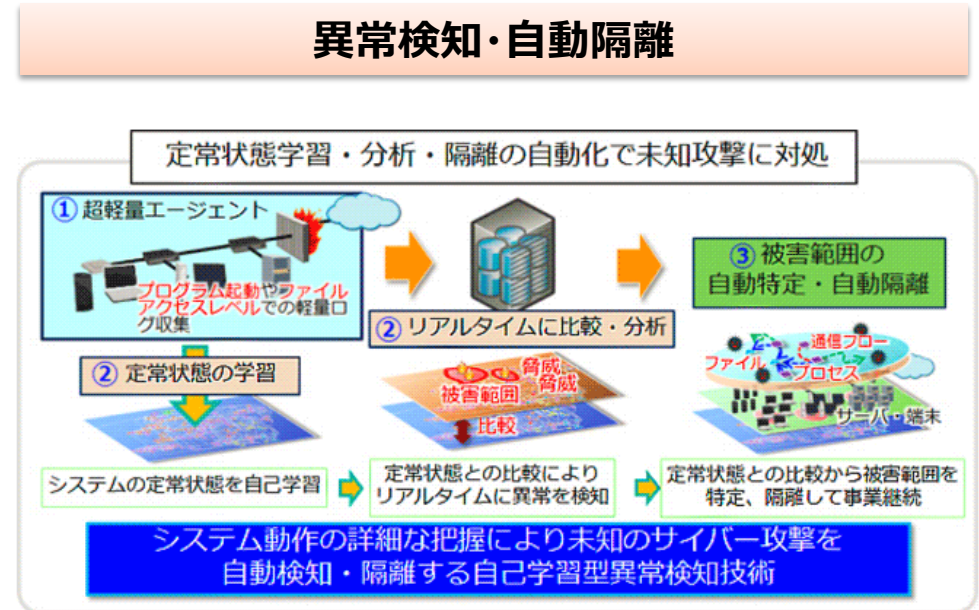 異常検知･自動隔離
定常状態学習・分析・隔離の自動化で未知攻撃に対処
① 超軽量エージェント
プログラム起動やファイル
アクセスレベルでの軽量ロ
グ収集
② 定常状態の学習
システムの定常状態を自己学習
② リアルタイムに比較・分析
脅威
脅威
被害範囲
比較
定常状態との比較により
リアルタイムに異常を検知
③ 被害範囲の
自動特定・自動隔離
通信フロー
ファイル
プロセス
サーバ・端末
定常状態との比較から被害範囲を
特定、隔離して事業継続
システム動作の詳細な把握により未知のサイバー攻撃を
自動検知・隔離する自己学習型異常検知技術